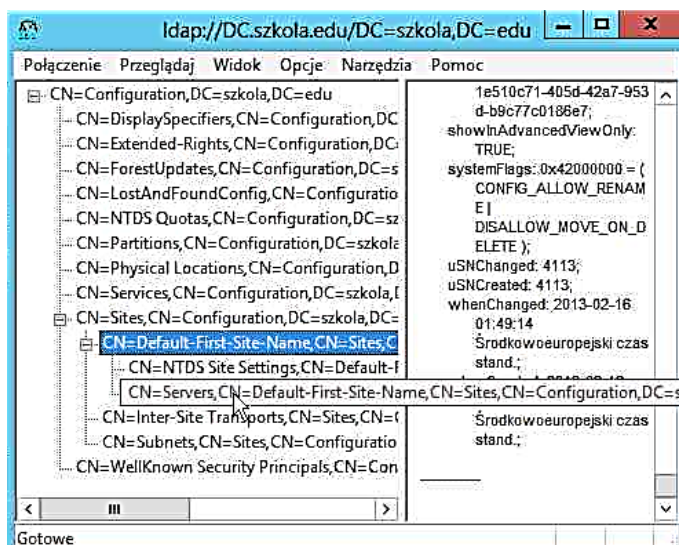 ldap://DC.szkola.edu/DC=szkola,DC=edu
Połączenie Przeglądaj Widok Opcje Narzędzia Pomoc
CN=Configuration,DC=szkola,DC=edu
CN=DisplaySpecifiers,CN=Configuration,DC
CN=Extended-Rights,CN=Configuration,DC
CN=ForestUpdates,CN=Configuration,DC=s
CN=LostAndFoundConfig,CN=Configuratio
CN=NTDS Quotas,CN=Configuration,DC=sz
CN=Partitions,CN=Configuration,DC=szkola
CN=Physical Locations,CN=Configuration,D
CN=Services,CN=Configuration,DC=szkola,
CN=Sites,CN=Configuration,DC=szkola,DC=
CN=Default-First-Site-Name,CN=Sites,C
CN=NTDS Site Settings,CN=Default-F
CN=Servers,CN=Default-First-Site-Name,CN=Sites,CN=Configuration,DC=s
CN=Inter-Site Transports,CN=Sites,CN=
CN=Subnets,CN=Sites,CN=Configuratio
CN=WellKnown Security Principals,CN=Con
1e510c71-405d-42a7-953
d-b9c77c0186e7;
showInAdvancedViewOnly:
TRUE;
systemFlags: 0x42000000 = (
CONFIG_ALLOW_RENAM
E |
DISALLOW_MOVE_ON_D
ELETE );
uSNChanged: 4113;
uSNCreated: 4113;
whenChanged: 2013-02-16
01:49:14
Środkowoeuropejski czas
stand.;
Środkowoeuropejski czas
stand.;
Gotowe